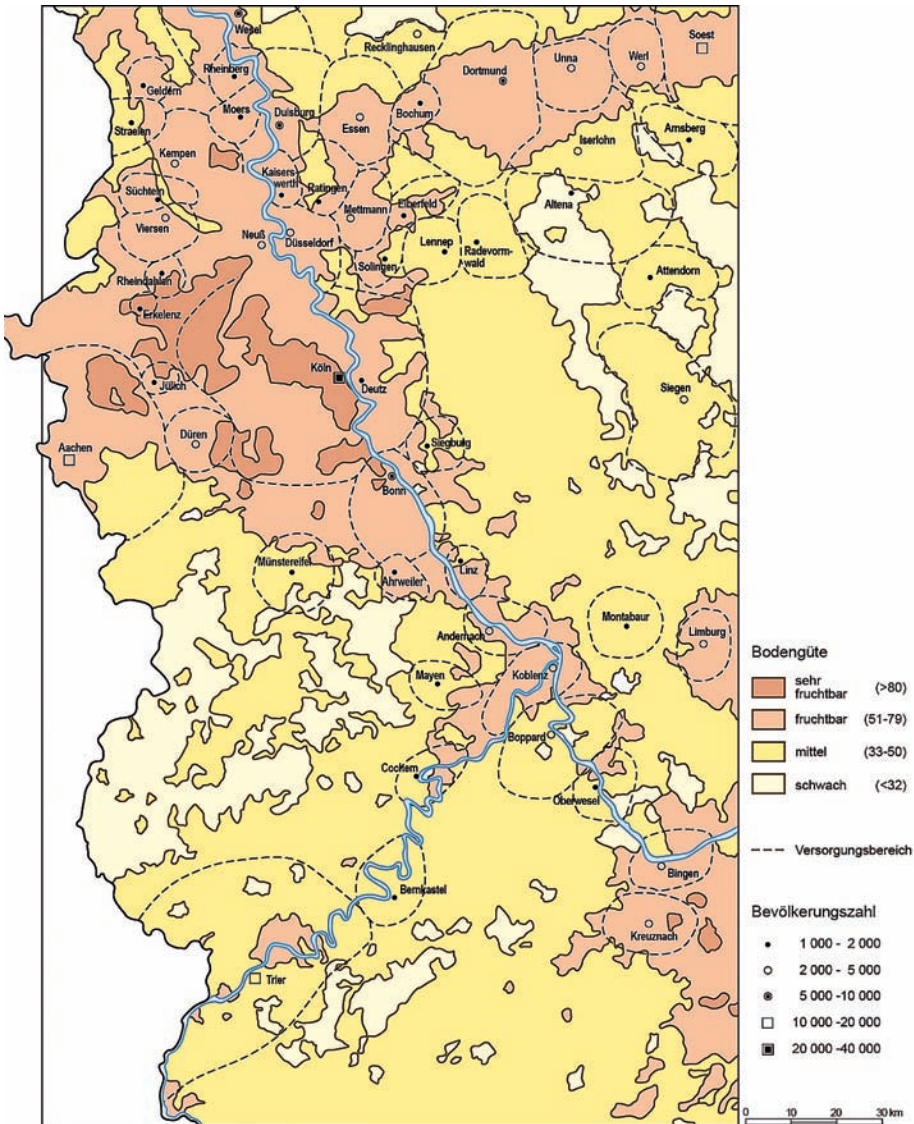 Wesel
Recklinghausen
Soest
Rheinberg
Dortmund
Unna
Werl
Geldern
Moers
Duisburg
Bochum
Straelen
Essen
Arnsberg
Iserlohn
Kempen
Kaisers-
werth
Ratingen
Altena
Süchteln
Mettmann
Elberfeld
Viersen
Neuß
Düsseldorf
Lennep
Radevorm-
wald
Solingen
Rheindahlen
Attendorn
Erkelenz
Köln
Deutz
Jülich
Siegen
Düren
Aachen
Siegburg
Bonn
Münstereifel
Ahrweiler
Linz
Montabaur
Andernach
Limburg
Mayen
Koblenz
Boppard
Cochem
Oberwesel
Bingen
Bernkastel
Kreuznach
Trier
Bodengüte
sehr
fruchtbar (>80)
fruchtbar (51-79)
mittel (33-50)
schwach (<32)
Versorgungsbereich
Bevölkerungszahl
1 000 - 2 000
2 000 - 5 000
5 000 -10 000
10 000 -20 000
20 000 -40 000
0 10 20 30 km